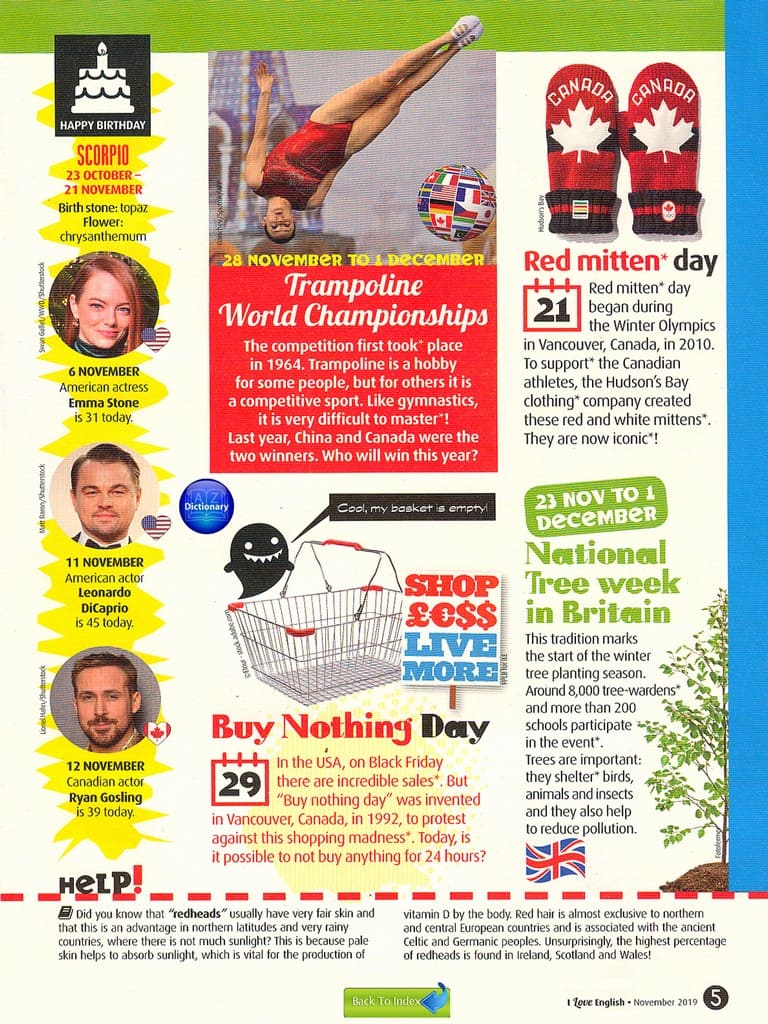 HAPPY BIRTHDAY
SCORPIO
23 OCTOBER –
21 NOVEMBER
Birth stone: topaz
Flower:
chrysanthemum
6 NOVEMBER
American actress
Emma Stone
is 31 today.
Matt Baron/Shutterstock
11 NOVEMBER
American actor
Leonardo
DiCaprio
is 45 today.
12 NOVEMBER
Canadian actor
Ryan Gosling
is 39 today.
28 NOVEMBER TO 1 DECEMBER
Trampoline
World Championships
The competition first took* place
in 1964. Trampoline is a hobby
for some people, but for others it is
a competitive sport. Like gymnastics,
it is very difficult to master*!
Last year, China and Canada were the
two winners. Who will win this year?
A Z
Dictionary
Cool, my basket is empty!
SHOP
£€$$
LIVE
MORE
Buy Nothing Day
29
In the USA, on Black Friday
there are incredible sales*. But
“Buy nothing day” was invented
in Vancouver, Canada, in 1992, to protest
against this shopping madness*. Today, is
it possible to not buy anything for 24 hours?
CANADA
CANADA
Hudson's Bay
Red mitten* day
21
Red mitten* day
began during
the Winter Olympics
in Vancouver, Canada, in 2010.
To support* the Canadian
athletes, the Hudson's Bay
clothing* company created
these red and white mittens*.
They are now iconic*!
23 NOV TO 1
DECEMBER
National
Tree week
in Britain
This tradition marks
the start of the winter
tree planting season.
Around 8,000 tree-wardens*
and more than 200
schools participate
in the event*.
Trees are important:
they shelter* birds,
animals and insects
and they also help
to reduce pollution.
HELP!
Did you know that “redheads” usually have very fair skin and
that this is an advantage in northern latitudes and very rainy
countries, where there is not much sunlight? This is because pale
skin helps to absorb sunlight, which is vital for the production of
vitamin D by the body. Red hair is almost exclusive to northern
and central European countries and is associated with the ancient
Celtic and Germanic peoples. Unsurprisingly, the highest percentage
of redheads is found in Ireland, Scotland and Wales!
Back To Index
I Love English • November 2019 5